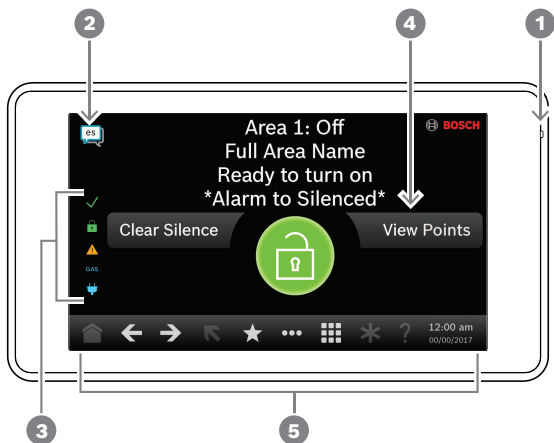 2
4
1
es
Area 1: Off
BOSCH
Full Area Name
Ready to turn on
*Alarm to Silenced*
Clear Silence
View Points
GAS
12:00 am
00/00/2017
3
5